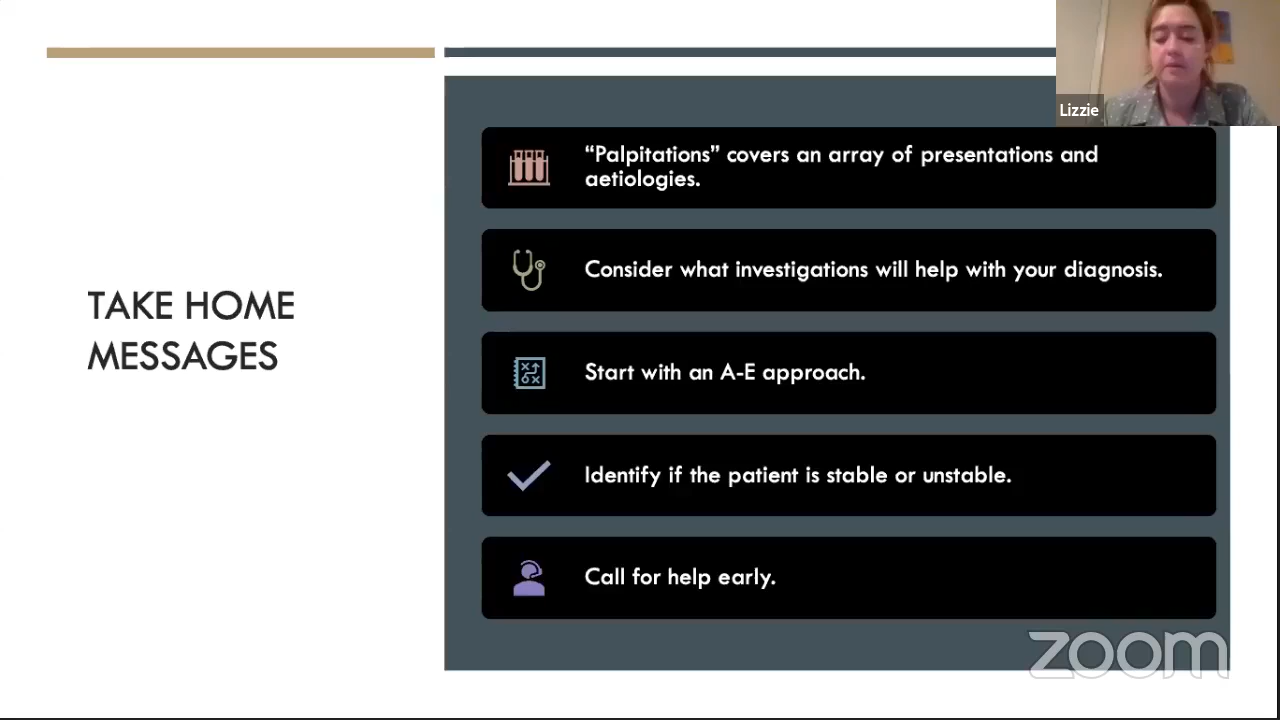 Lizzie
TAKE HOME
MESSAGES
“Palpitations” covers an array of presentations and
aetiologies.
Consider what investigations will help with your diagnosis.
Start with an A-E approach.
Identify if the patient is stable or unstable.
Call for help early.
zoom